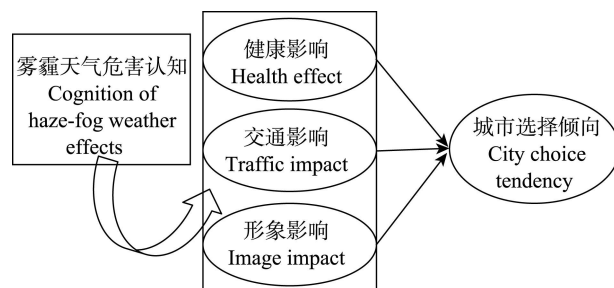 雾霾天气危害认知
Cognition of
haze-fog weather
effects
健康影响
Health effect
交通影响
Traffic impact
形象影响
Image impact
城市选择倾向
City choice
tendency